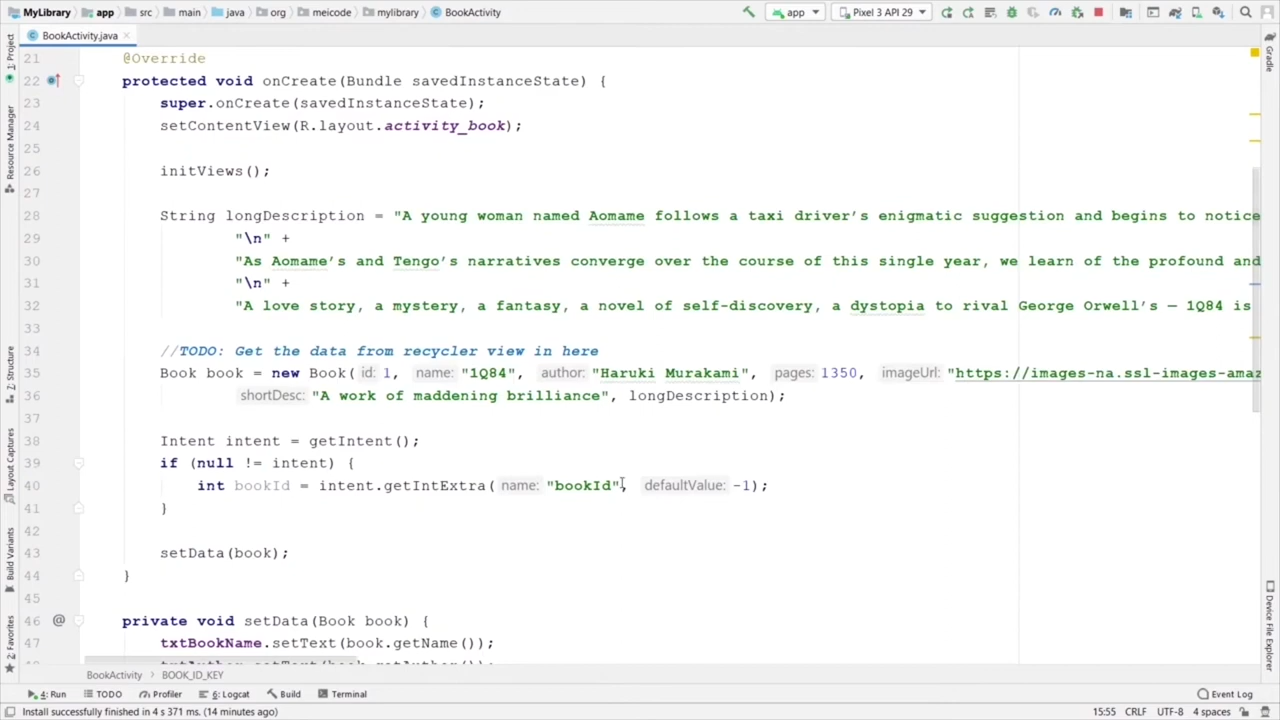 MyLibrary app src main java org meicode mylibrary BookActivity app Pixel 3 API 29
BookActivity.java
21 @Override
22 protected void onCreate(Bundle savedInstanceState) {
23 super.onCreate(savedInstanceState);
24 setContentView(R.layout.activity_book);
25
26 initViews();
27
28 String longDescription = "A young woman named Aomame follows a taxi driver's enigmatic suggestion and begins to notice
29 "\n" +
30 "As Aomame's and Tengo's narratives converge over the course of this single year, we learn of the profound and
31 "\n" +
32 "A love story, a mystery, a fantasy, a novel of self-discovery, a dystopia to rival George Orwell's — 1Q84 is
33
34 //TODO: Get the data from recycler view in here
35 Book book = new Book( id: 1, name: "1Q84", author: "Haruki Murakami", pages: 1350, imageUrl: "https://images-na.ssl-images-amaz
36 shortDesc: "A work of maddening brilliance", longDescription);
37
38 Intent intent = getIntent();
39 if (null != intent) {
40 int bookId = intent.getIntExtra( name: "bookId", defaultValue: -1);
41 }
42
43 setData(book);
44 }
45
46 @ private void setData(Book book) {
47 txtBookName.setText(book.getName());
BookActivity BOOK_ID_KEY
4: Run TODO Profiler 6: Logcat Build Terminal Event Log
Install successfully finished in 4 s 371 ms. (14 minutes ago) 15:55 CRLF UTF-8 4 spaces
1: Project
Resource Manager
2: Structure
Layout Captures
Build Variants
2: Favorites
Gradle
Device File Explorer